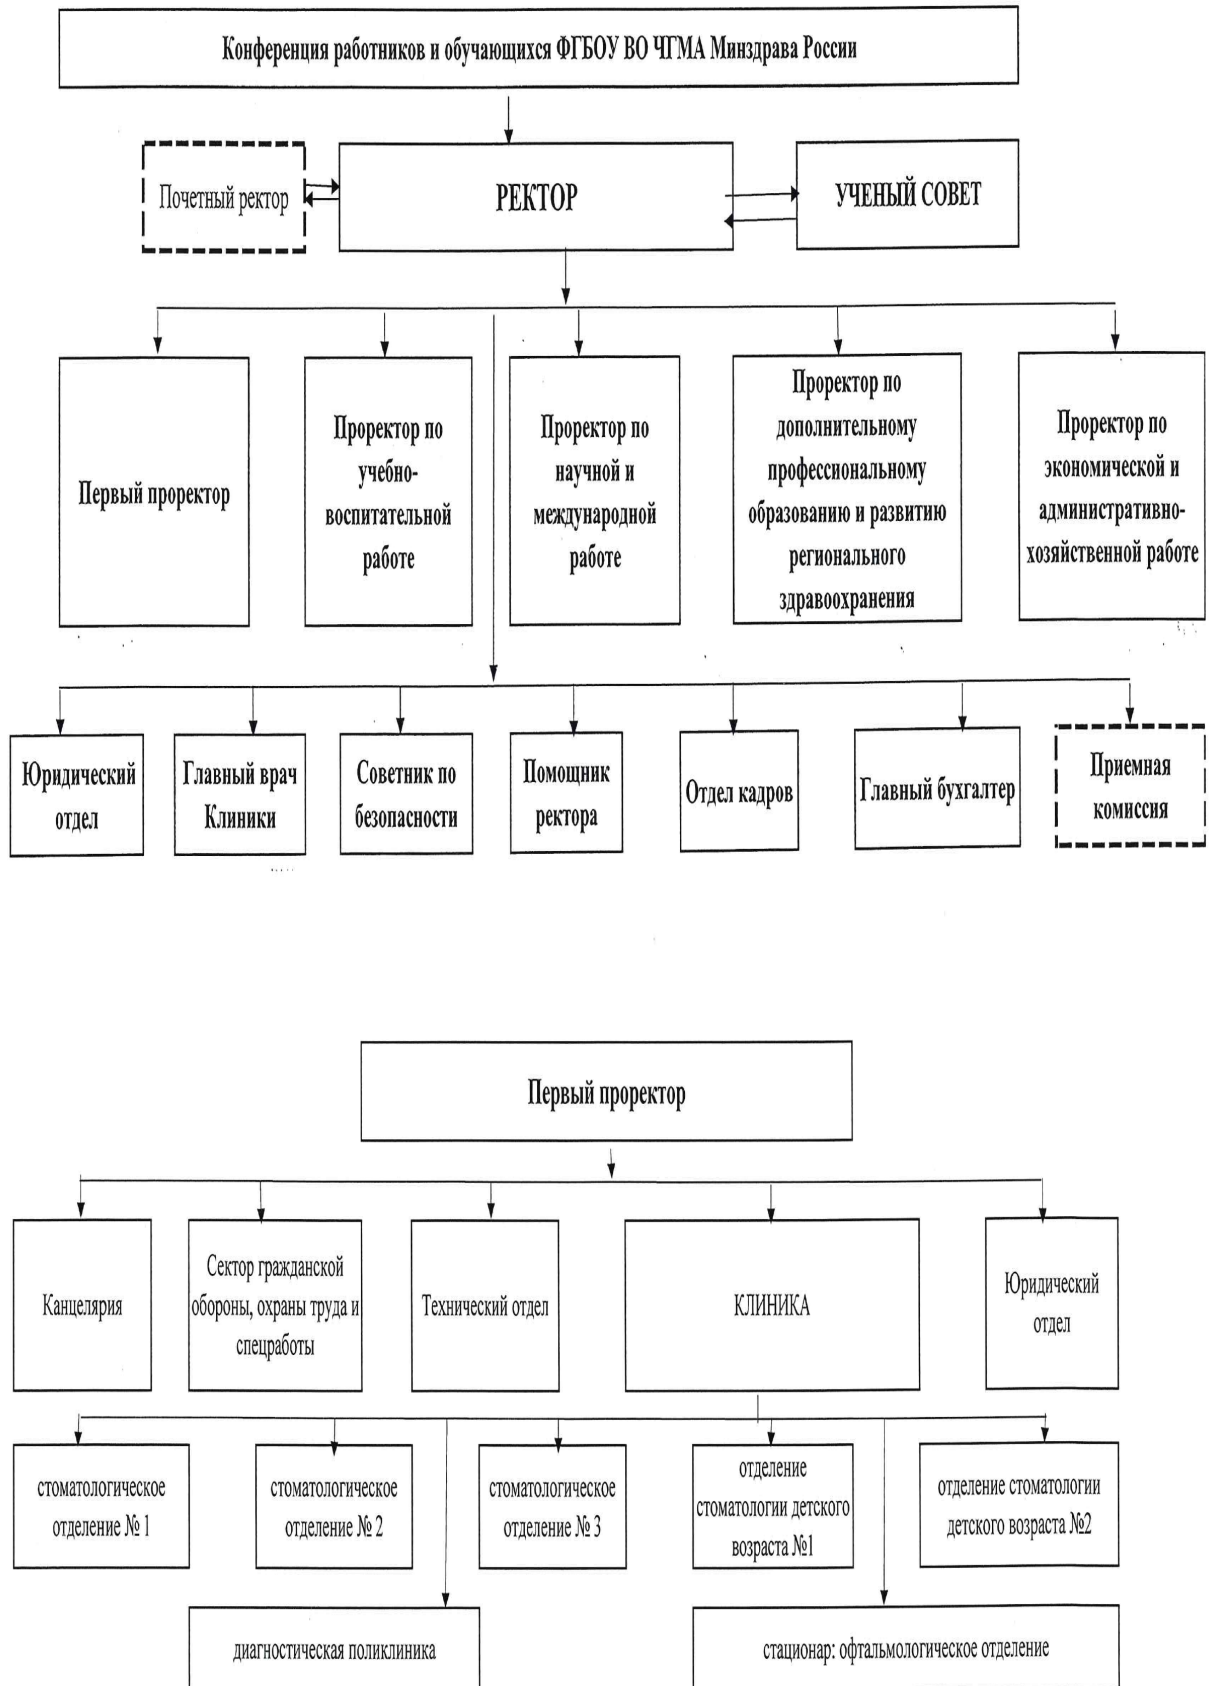 Конференция работников и обучающихся ФГБОУ ВО ЧГМА Минздрава России
Почетный ректор
РЕКТОР
УЧЕНЫЙ СОВЕТ
Первый проректор
Проректор по
учебно-
воспитательной
работе
Проректор по
научной и
международной
работе
Проректор по
дополнительному
профессиональному
образованию и развитию
регионального
здравоохранения
Проректор по
экономической и
административно-
хозяйственной работе
Юридический
отдел
Главный врач
Клиники
Советник по
безопасности
Помощник
ректора
Отдел кадров
Главный бухгалтер
Приемная
комиссия
Первый проректор
Канцелярия
Сектор гражданской
обороны, охраны труда и
спецработы
Технический отдел
КЛИНИКА
Юридический
отдел
стоматологическое
отделение № 1
стоматологическое
отделение № 2
стоматологическое
отделение № 3
отделение
стоматологии детского
возраста №1
отделение стоматологии
детского возраста №2
диагностическая поликлиника
стационар: офтальмологическое отделение